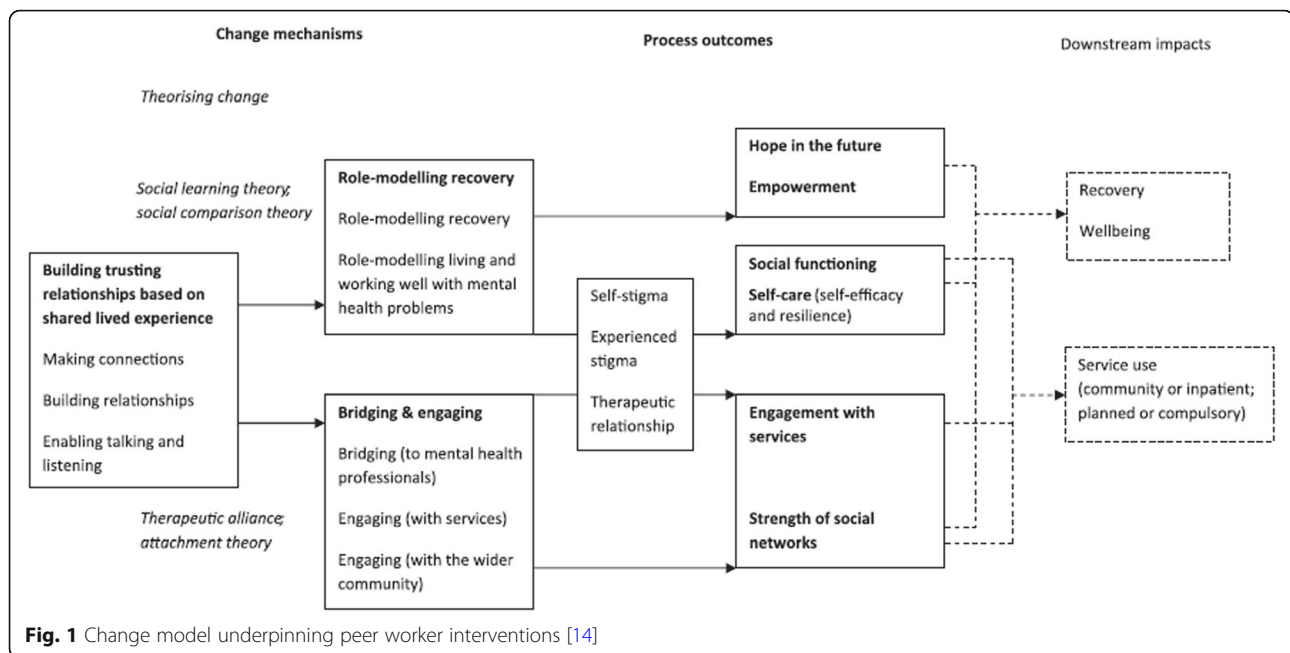 Change mechanisms
Process outcomes
Downstream impacts
Theorising change
Social learning theory;
social comparison theory
Building trusting
relationships based on
shared lived experience
Making connections
Building relationships
Enabling talking and
listening
Therapeutic alliance;
attachment theory
Role-modelling recovery
Role-modelling recovery
Role-modelling living and
working well with mental
health problems
Bridging & engaging
Bridging (to mental health
professionals)
Engaging (with services)
Engaging (with the wider
community)
Self-stigma
Experienced
stigma
Therapeutic
relationship
Hope in the future
Empowerment
Social functioning
Self-care (self-efficacy
and resilience)
Engagement with
services
Strength of social
networks
Recovery
Wellbeing
Service use
(community or inpatient;
planned or compulsory)
Fig. 1 Change model underpinning peer worker interventions [14]